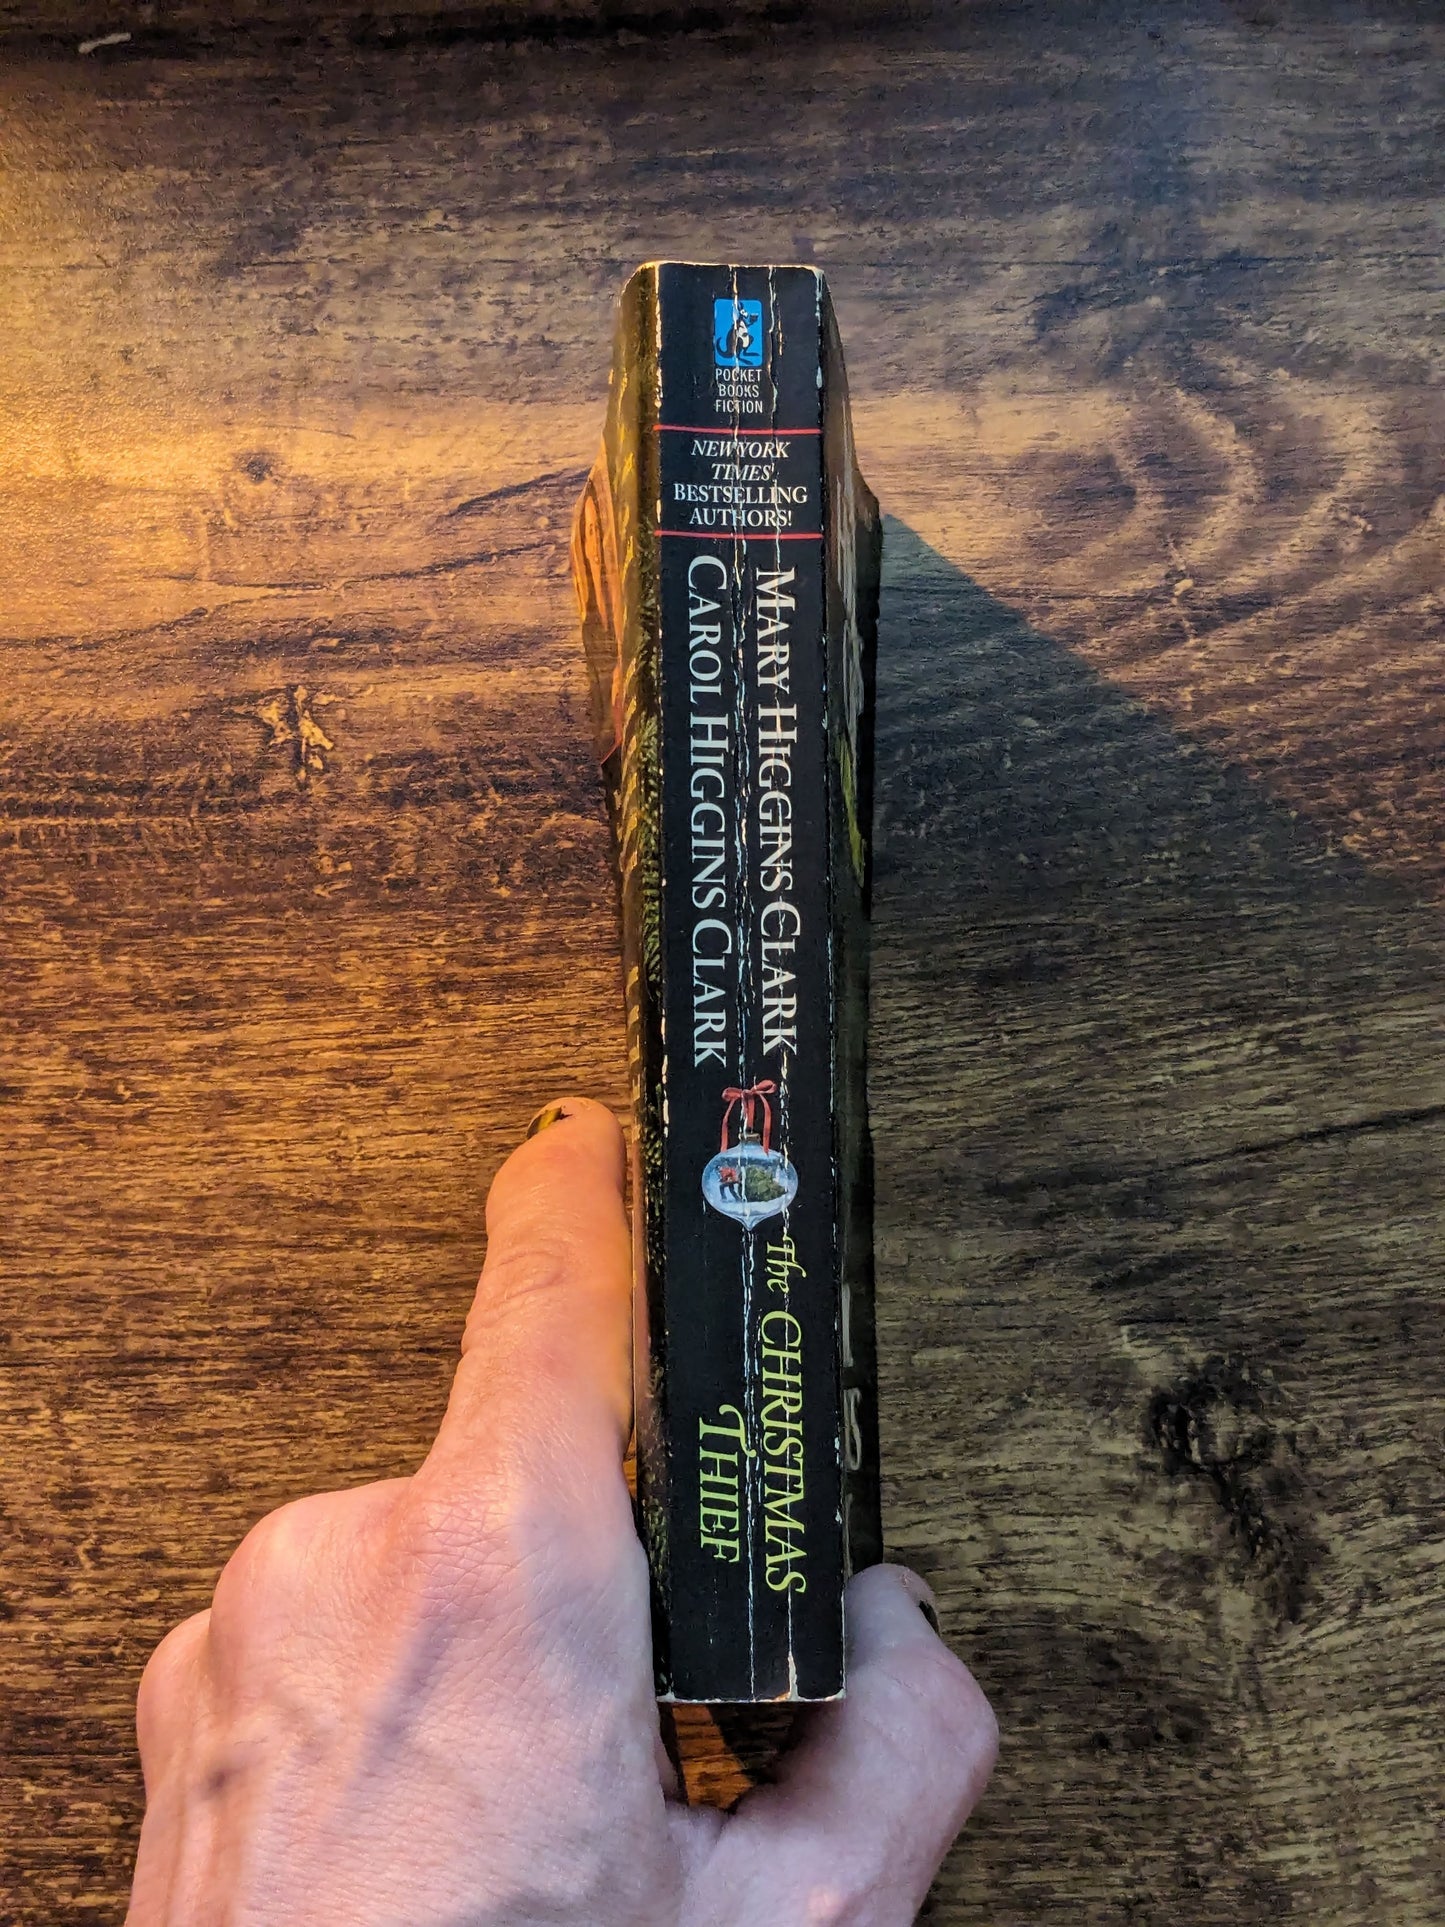 POCKET
BOOKS
FICTION
NEW YORK
TIMES
BESTSELLING
AUTHORS!
MARY HIGGINS CLARK
CAROL HIGGINS CLARK
The CHRISTMAS
THIEF